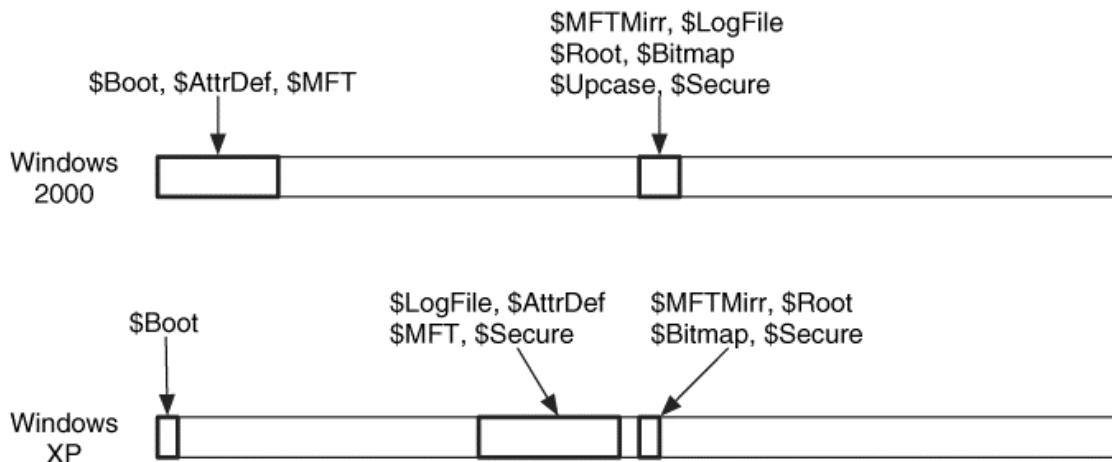 $MFTMirr, $LogFile
$Root, $Bitmap
$Upcase, $Secure
$Boot, $AttrDef, $MFT
Windows
2000
$LogFile, $AttrDef
$MFT, $Secure
$MFTMirr, $Root
$Bitmap, $Secure
$Boot
Windows
XP